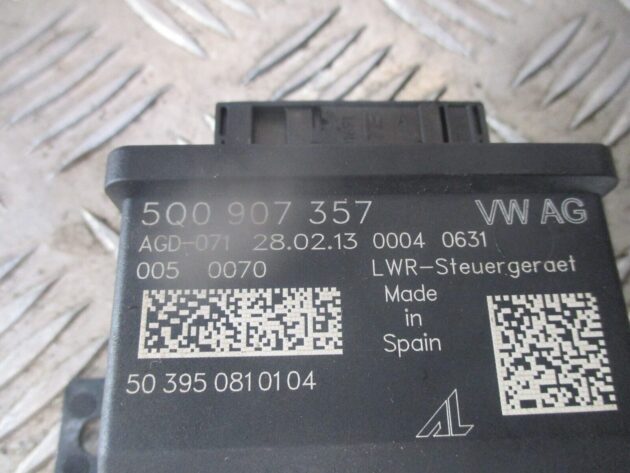 5Q0 907 357 VW AG
AGD-071 28.02.13 0004 0631
005 0070 LWR-Steuergeraet
Made
in
Spain
50 395 081 01 04
AL